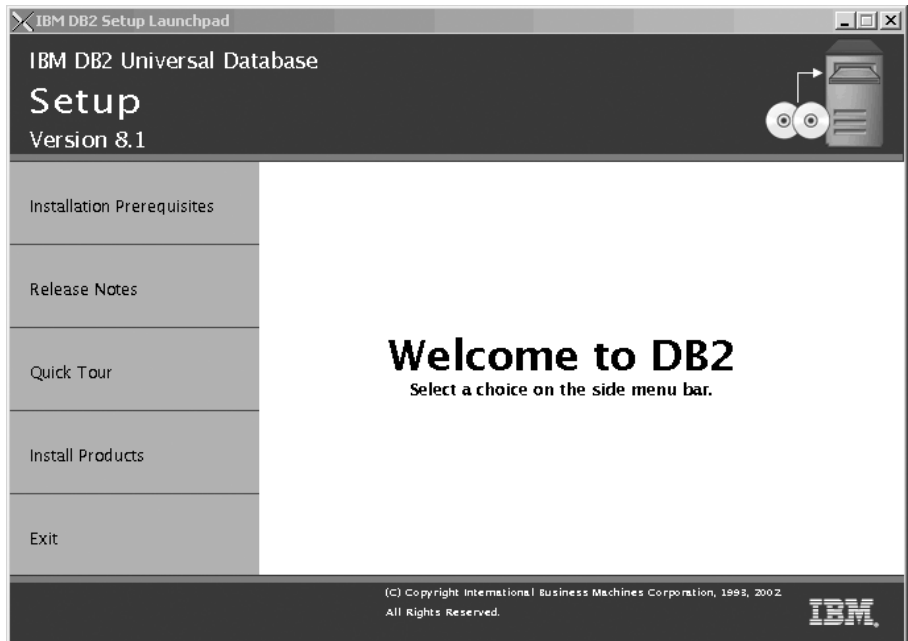 IBM DB2 Setup Launchpad
IBM DB2 Universal Database
Setup
Version 8.1
Installation Prerequisites
Release Notes
Quick Tour
Install Products
Exit
Welcome to DB2
Select a choice on the side menu bar.
(C) Copyright International Business Machines Corporation, 1993, 2002
All Rights Reserved.
IBM.